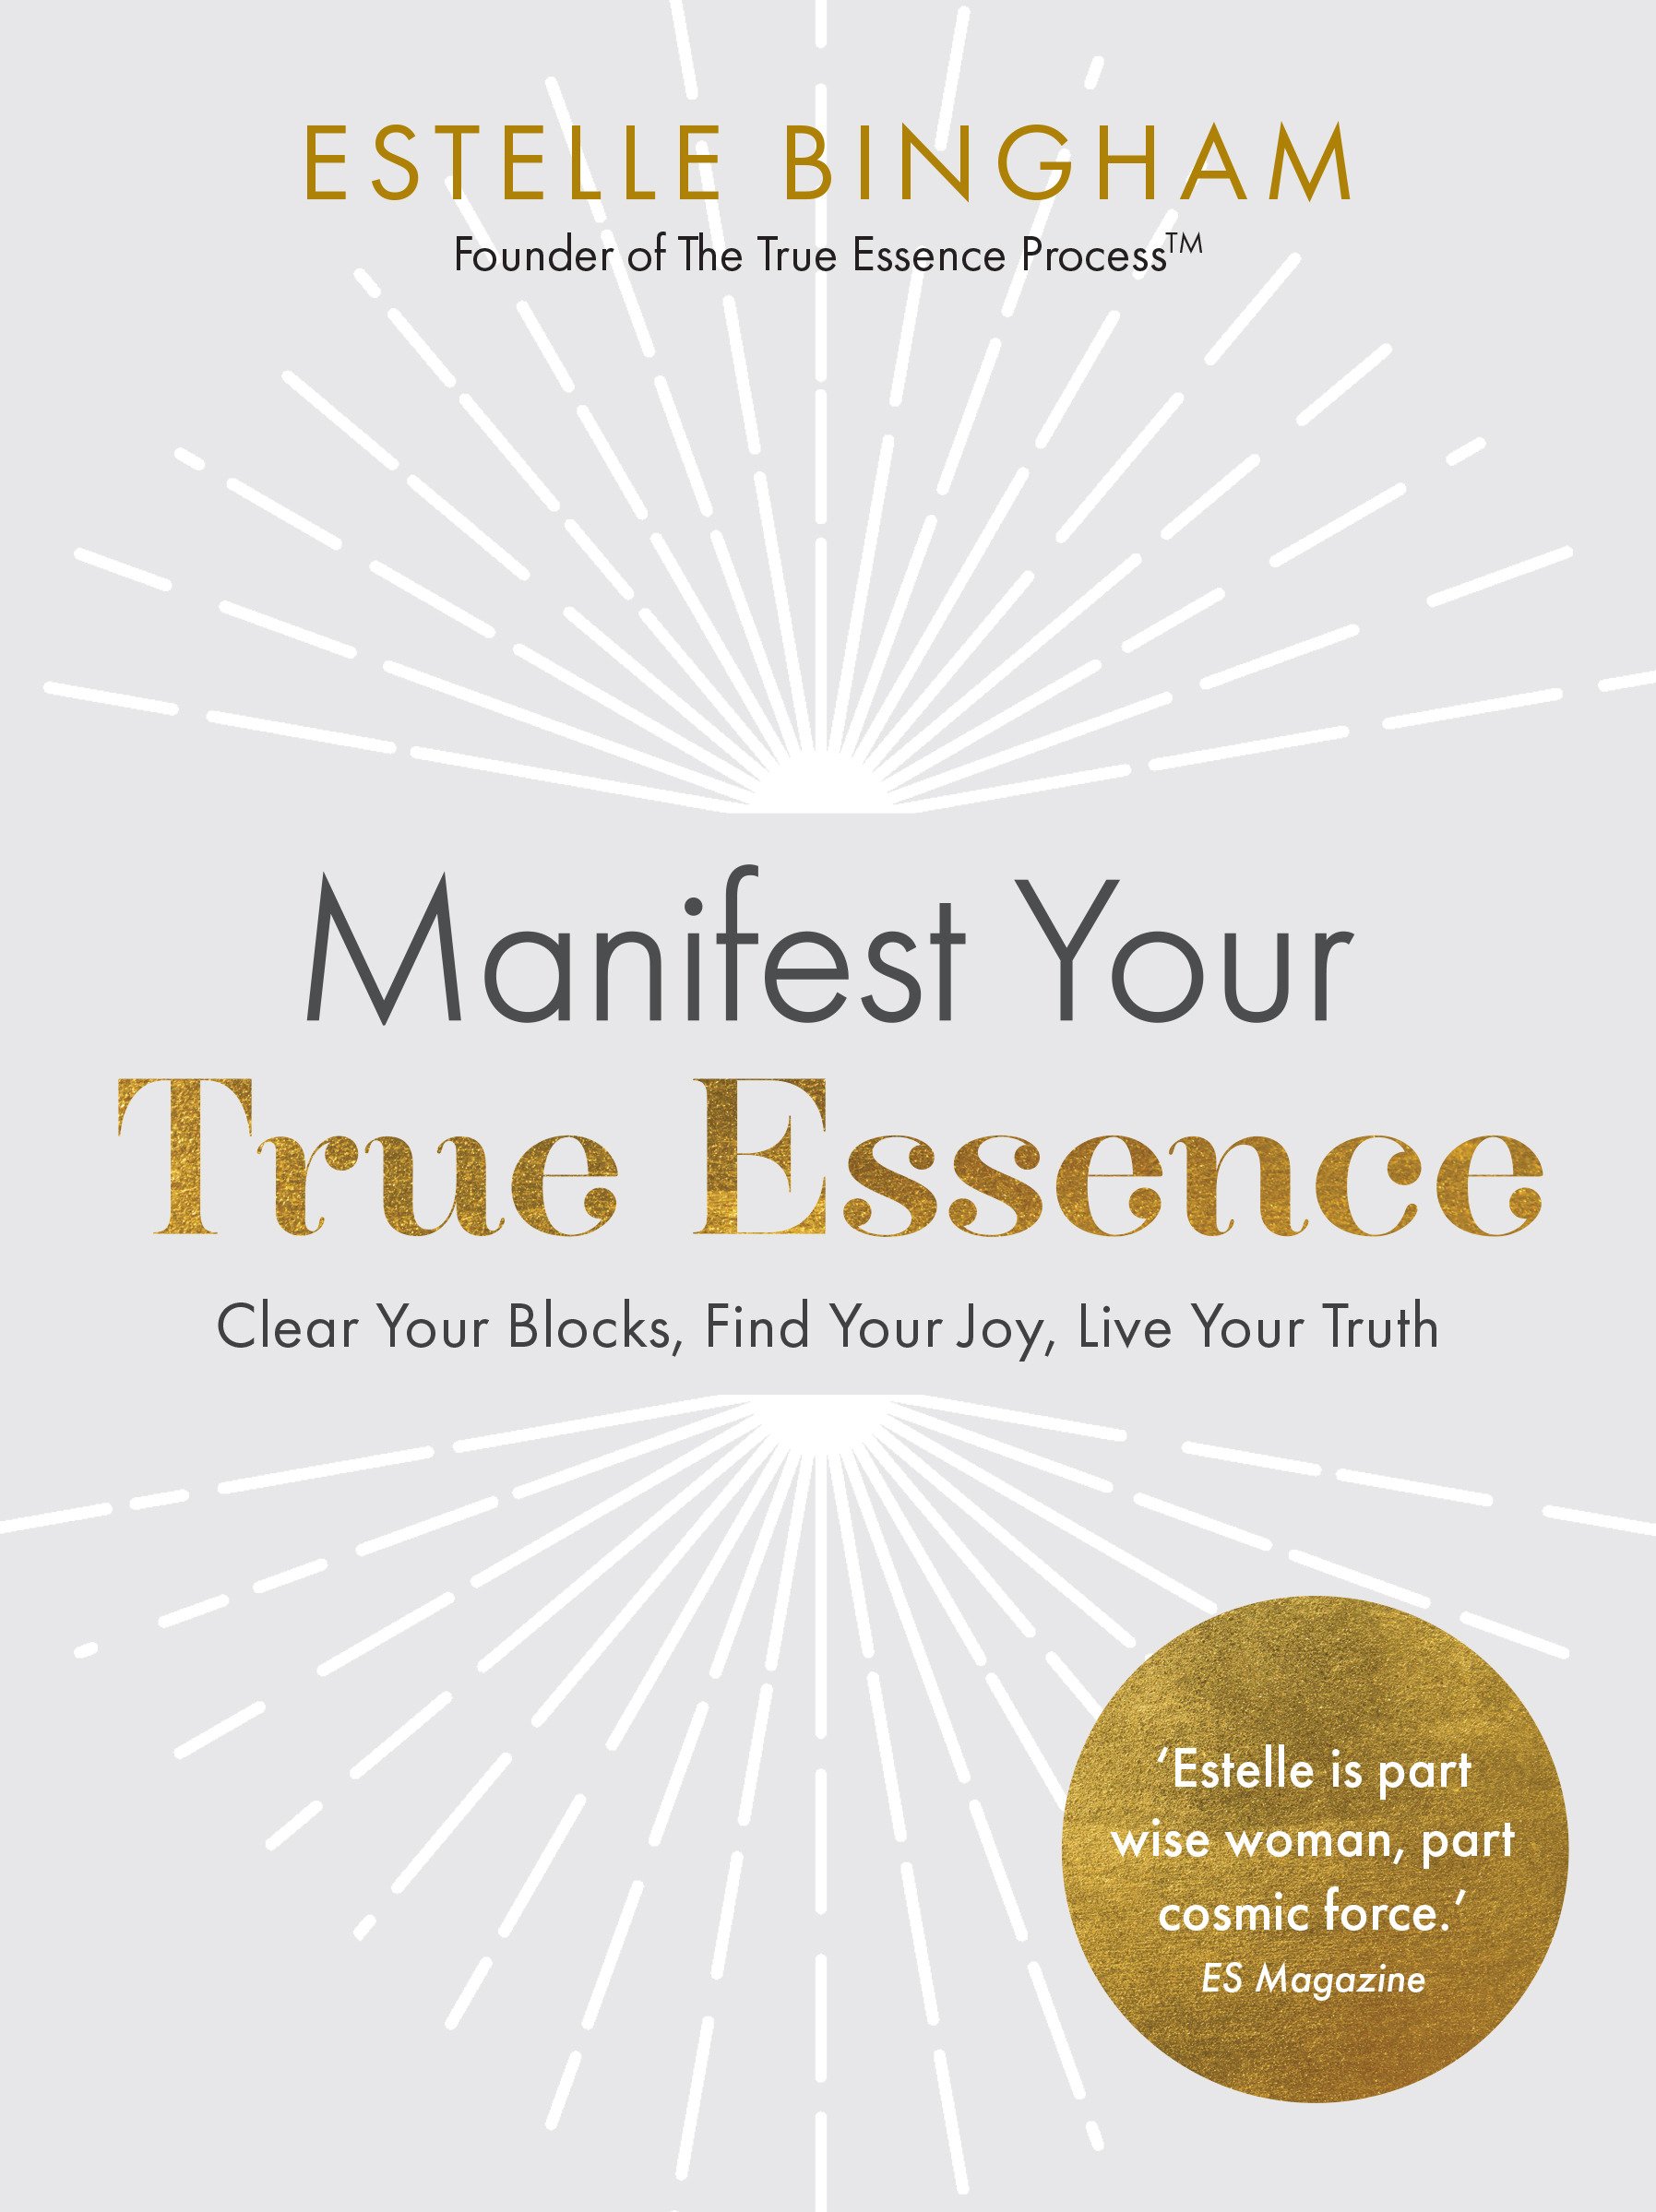 ESTELLE BINGHAM
Founder of The True Essence Process™
Manifest Your
True Essence
Clear Your Blocks, Find Your Joy, Live Your Truth
‘Estelle is part
wise woman, part
cosmic force.’
ES Magazine